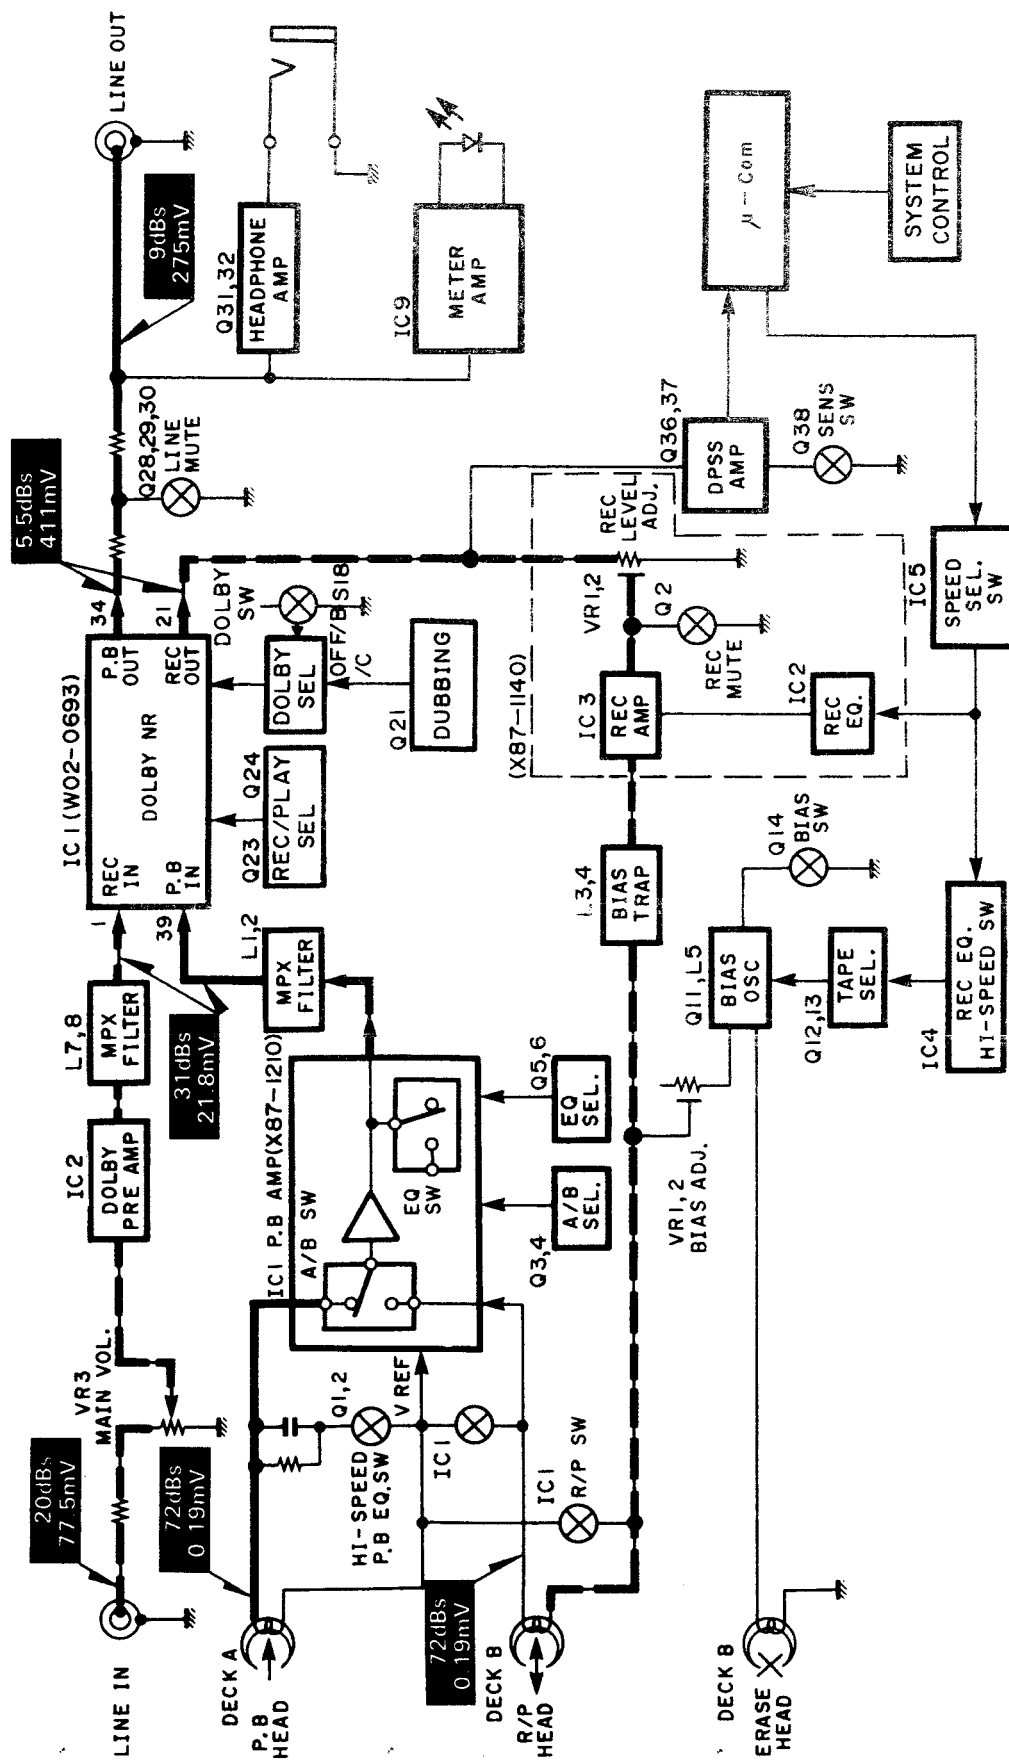 LINE IN
20dBs
77.5mV
VR3
MAIN VOL.
IC2
DOLBY
PRE AMP
L7,8
MPX
FILTER
31dBs
21.8mV
1
39
IC1 (W02-0693)
REC
IN
P.B
IN
DOLBY NR
P.B
OUT
REC
OUT
34
21
5.5dBs
411mV
Q28,29,30
LINE
MUTE
9dBs
275mV
LINE OUT
DECK A
P.B
HEAD
72dBs
0.19mV
HI-SPEED
P.B EQ.SW
Q1,2
V REF
IC1
IC1 P.B AMP(X87-1210)
A/B SW
EQ
SW
L1,2
MPX
FILTER
Q23
Q24
REC/PLAY
SEL
DOLBY
SW
DOLBY
SEL
OFF/B
/C
S18
Q21
DUBBING
Q31,32
HEADPHONE
AMP
IC9
METER
AMP
DECK B
R/P
HEAD
72dBs
0.19mV
IC1
R/P SW
Q3,4
A/B
SEL.
Q5,6
EQ
SEL.
VR1,2
BIAS ADJ.
L3,4
BIAS
TRAP
(X87-1140)
IC3
REC
AMP
VR1,2
REC
LEVEL
ADJ.
Q2
REC
MUTE
IC2
REC
EQ.
Q36,37
DPSS
AMP
Q38
SENS
SW
μ-Com
SYSTEM
CONTROL
DECK B
ERASE
HEAD
Q11,L5
BIAS
OSC
Q14
BIAS
SW
Q12,13
TAPE
SEL.
IC4
REC EQ.
HI-SPEED SW
IC5
SPEED
SEL.
SW